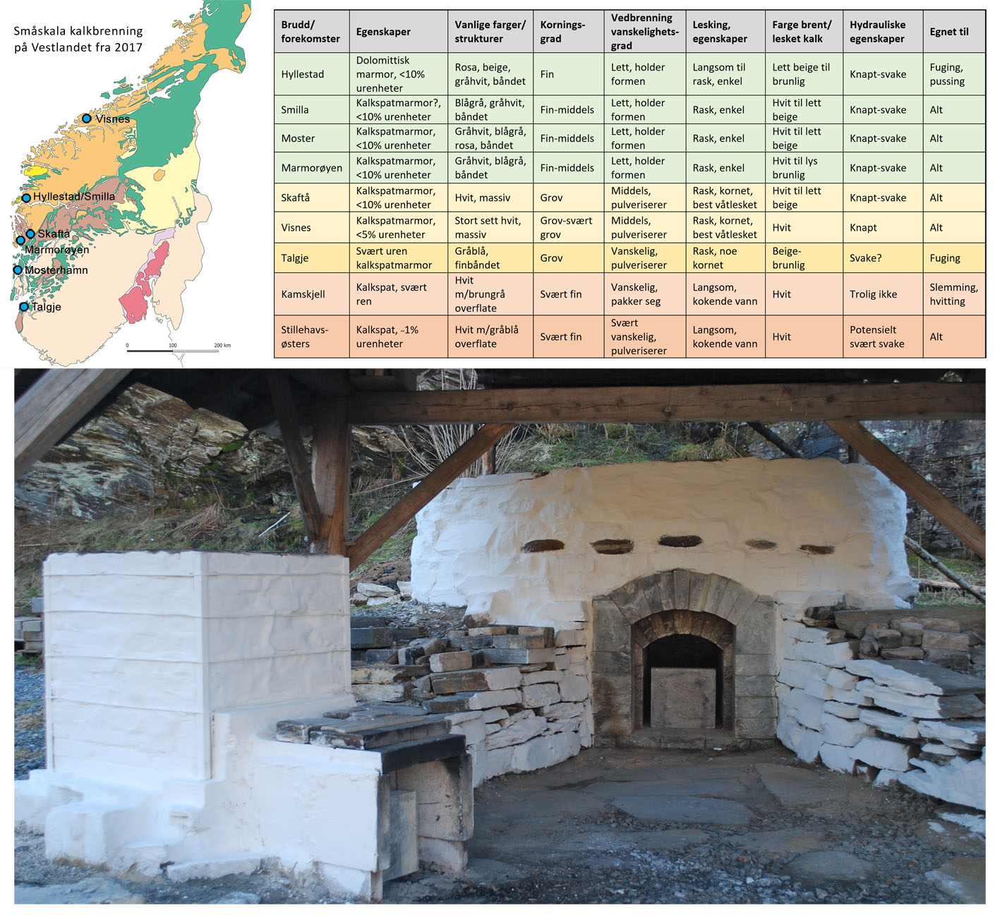 Småskala kalkbrenning
på Vestlandet fra 2017
Visnes
Hyllestad/Smilla
Skaftå
Marmorøyen
Mosterhamn
Talgje
0 100 200 km
Brudd/
forekomster
Egenskaper
Vanlige farger/
strukturer
Kornings-
grad
Vedbrenning
vanskelighets-
grad
Lesking,
egenskaper
Farge brent/
lesket kalk
Hydrauliske
egenskaper
Egnet til
Hyllestad
Dolomittisk
marmor, <10%
urenheter
Rosa, beige,
gråhvit, båndet
Fin
Lett, holder
formen
Langsom til
rask, enkel
Lett beige til
brunlig
Knapt-svake
Fuging,
pussing
Smilla
Kalkspatmarmor?,
<10% urenheter
Blågrå, gråhvit,
båndet
Fin-middels
Lett, holder
formen
Rask, enkel
Hvit til lett
beige
Knapt-svake
Alt
Moster
Kalkspatmarmor,
<10% urenheter
Gråhvit, blågrå,
rosa, båndet
Fin-middels
Lett, holder
formen
Rask, enkel
Hvit til lett
beige
Knapt-svake
Alt
Marmorøyen
Kalkspatmarmor,
<10% urenheter
Gråhvit, blågrå,
båndet
Fin-middels
Lett, holder
formen
Rask, enkel
Hvit til lys
brunlig
Knapt-svake
Alt
Skaftå
Kalkspatmarmor,
<10% urenheter
Hvit, massiv
Grov
Middels,
pulveriserer
Rask, kornet,
best våtlesket
Hvit til lett
beige
Knapt-svake
Alt
Visnes
Kalkspatmarmor,
<5% urenheter
Stort sett hvit,
massiv
Grov-svært
grov
Middels,
pulveriserer
Rask, kornet,
best våtlesket
Hvit
Knapt
Alt
Talgje
Svært uren
kalkspatmarmor
Gråblå,
finbåndet
Grov
Vanskelig,
pulveriserer
Rask, noe
kornet
Beige-
brunlig
Svake?
Fuging
Kamskjell
Kalkspat, svært
ren
Hvit
m/brungrå
overflate
Svært fin
Vanskelig,
pakker seg
Langsom,
kokende vann
Hvit
Trolig ikke
Slemming,
hvitting
Stillehavs-
østers
Kalkspat, ~1%
urenheter
Hvit m/gråblå
overflate
Svært fin
Svært
vanskelig,
pulveriserer
Langsom,
kokende vann
Hvit
Potensielt
svært svake
Alt